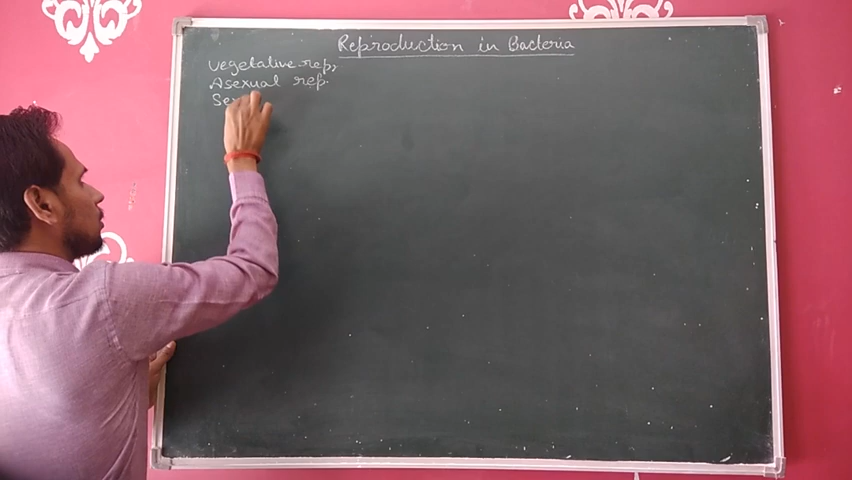 Reproduction in Bacteria
Vegetative rep,
Asexual rep.
Se